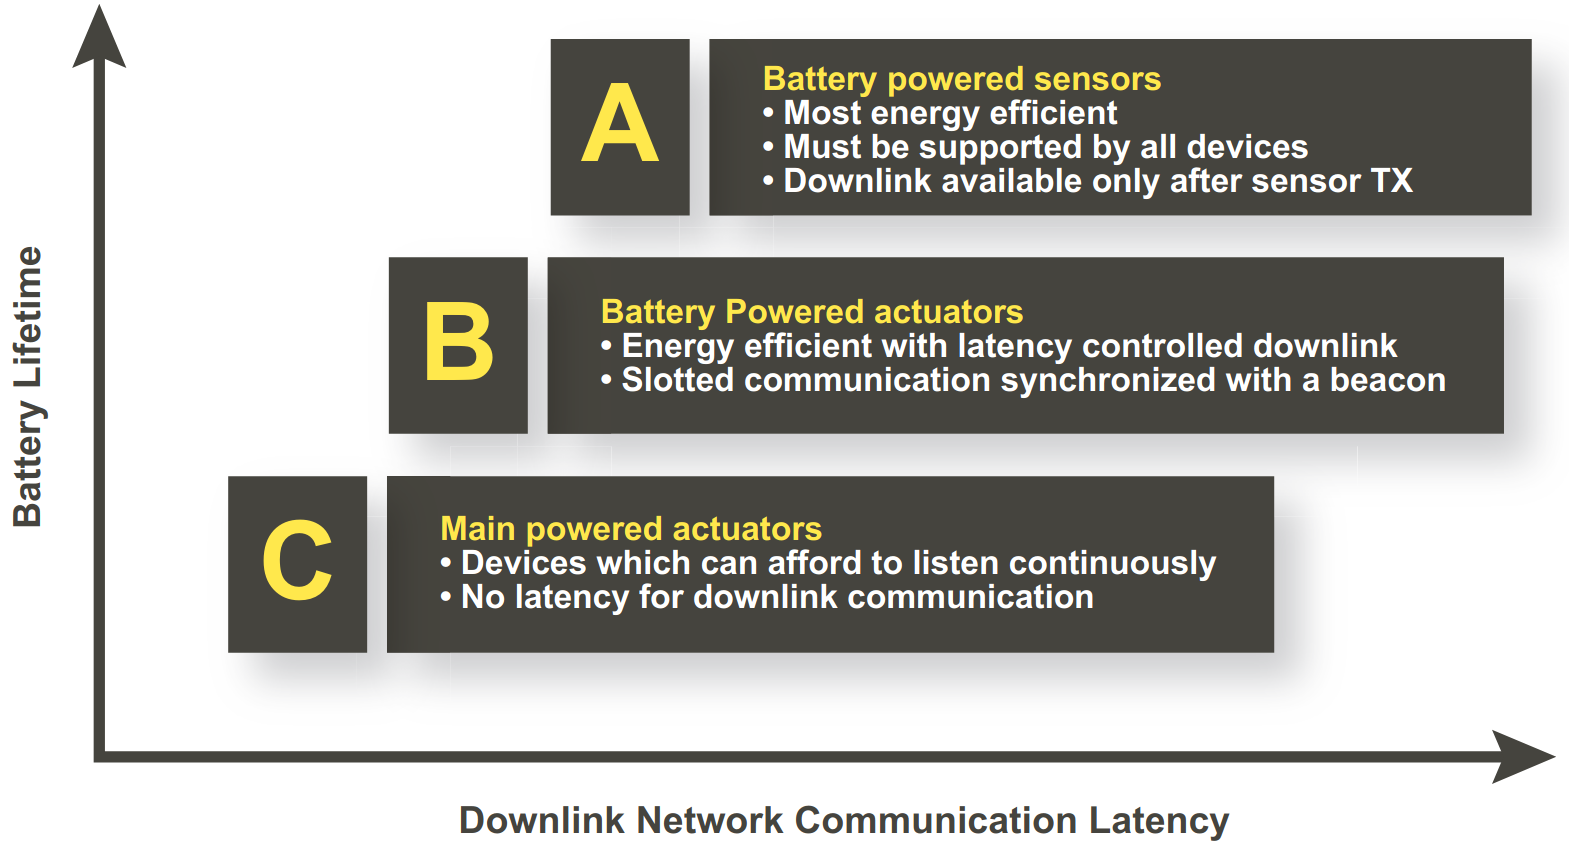 Battery Lifetime
A
Battery powered sensors
• Most energy efficient
• Must be supported by all devices
• Downlink available only after sensor TX
B
Battery Powered actuators
• Energy efficient with latency controlled downlink
• Slotted communication synchronized with a beacon
C
Main powered actuators
• Devices which can afford to listen continuously
• No latency for downlink communication
Downlink Network Communication Latency